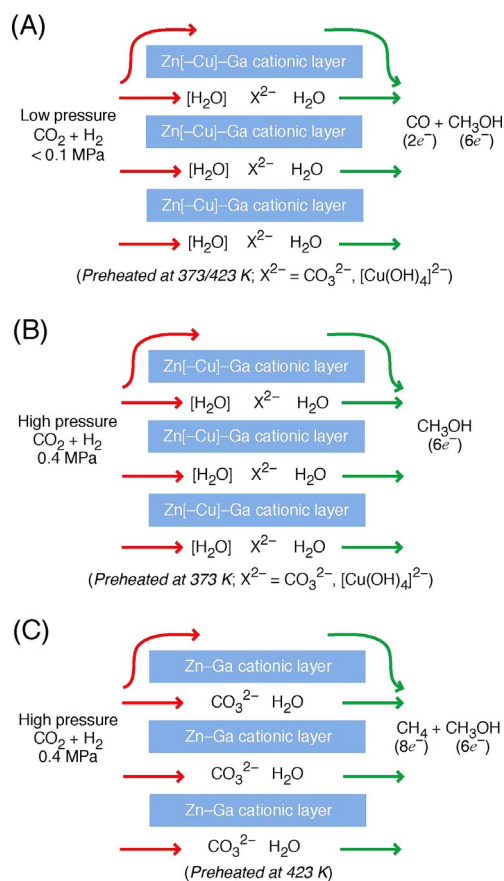 (A)
Zn[–Cu]–Ga cationic layer
[H₂O] X²⁻ H₂O
Low pressure
CO₂ + H₂
< 0.1 MPa
Zn[–Cu]–Ga cationic layer
CO + CH₃OH
(2e⁻) (6e⁻)
[H₂O] X²⁻ H₂O
Zn[–Cu]–Ga cationic layer
[H₂O] X²⁻ H₂O
(Preheated at 373/423 K; X²⁻ = CO₃²⁻, [Cu(OH)₄]²⁻)
(B)
Zn[–Cu]–Ga cationic layer
[H₂O] X²⁻ H₂O
High pressure
CO₂ + H₂
0.4 MPa
Zn[–Cu]–Ga cationic layer
CH₃OH
(6e⁻)
[H₂O] X²⁻ H₂O
Zn[–Cu]–Ga cationic layer
[H₂O] X²⁻ H₂O
(Preheated at 373 K; X²⁻ = CO₃²⁻, [Cu(OH)₄]²⁻)
(C)
Zn–Ga cationic layer
CO₃²⁻ H₂O
High pressure
CO₂ + H₂
0.4 MPa
Zn–Ga cationic layer
CH₄ + CH₃OH
(8e⁻) (6e⁻)
CO₃²⁻ H₂O
Zn–Ga cationic layer
CO₃²⁻ H₂O
(Preheated at 423 K)